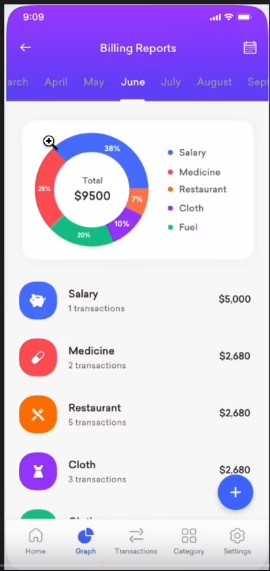 9:09
Billing Reports
arch April May June July August Sept
38%
Total
$9500
25%
7%
10%
20%
Salary
Medicine
Restaurant
Cloth
Fuel
Salary
$5,000
1 transactions
Medicine
$2,680
2 transactions
Restaurant
$2,680
5 transactions
Cloth
$2,680
3 transactions
Home Graph Transactions Category Settings